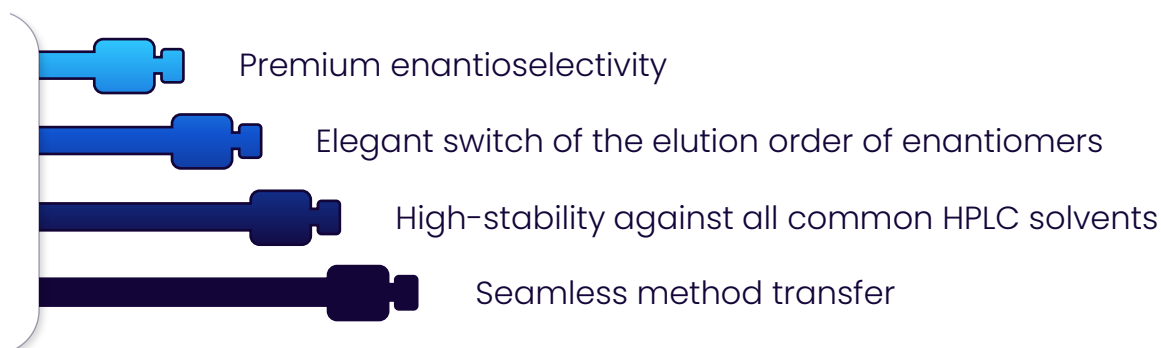 Premium enantioselectivity
Elegant switch of the elution order of enantiomers
High-stability against all common HPLC solvents
Seamless method transfer